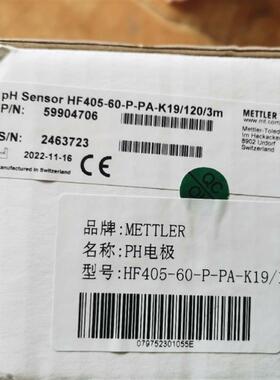 pH Sensor HF405-60-P-PA-K19/120/3m
P/N: 59904706
S/N: 2463723
2022-11-16
CE
Manufactured in Switzerland
METTLER
Mettler-Toledo
Im Hackacker
8902 Urdorf
QC
品牌:METTLER
名称:PH电极
型号:HF405-60-P-PA-K19/1
079752301055E